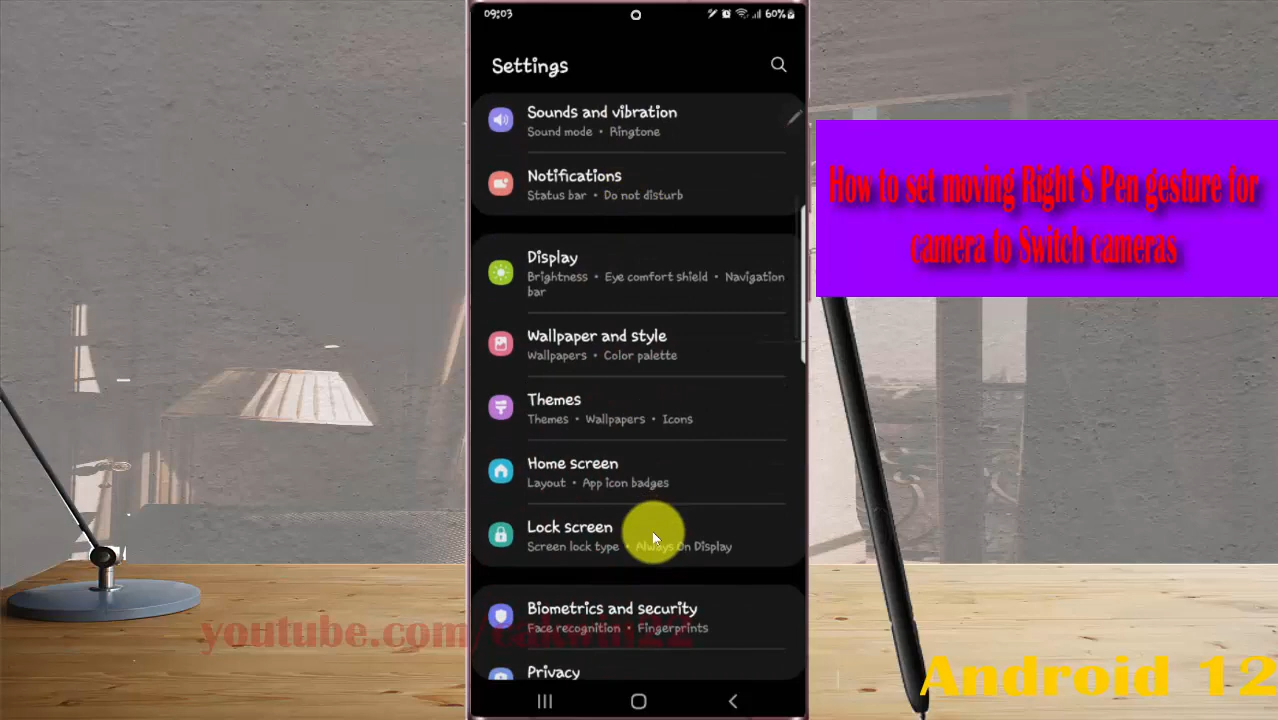 09:03
60%
Settings
Sounds and vibration
Sound mode • Ringtone
Notifications
Status bar • Do not disturb
Display
Brightness • Eye comfort shield • Navigation
bar
Wallpaper and style
Wallpapers • Color palette
Themes
Themes • Wallpapers • Icons
Home screen
Layout • App icon badges
Lock screen
Screen lock type • Always On Display
Biometrics and security
Face recognition • Fingerprints
Privacy
How to set moving Right S Pen gesture for
camera to Switch cameras
youtube.com/
Android 12